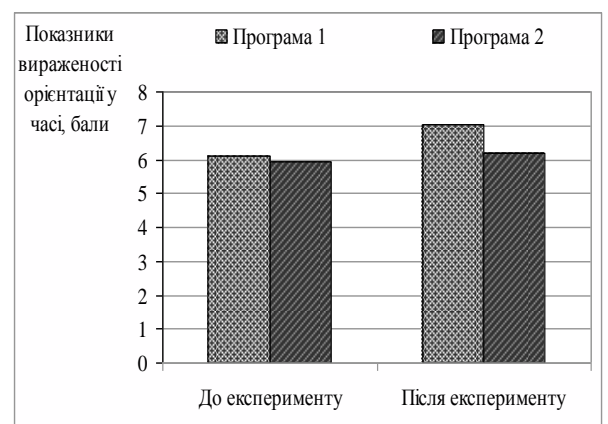 Показники
вираженості
орієнтації у
часі, бали
Програма 1
Програма 2
8
7
6
5
4
3
2
1
0
До експерименту
Після експерименту